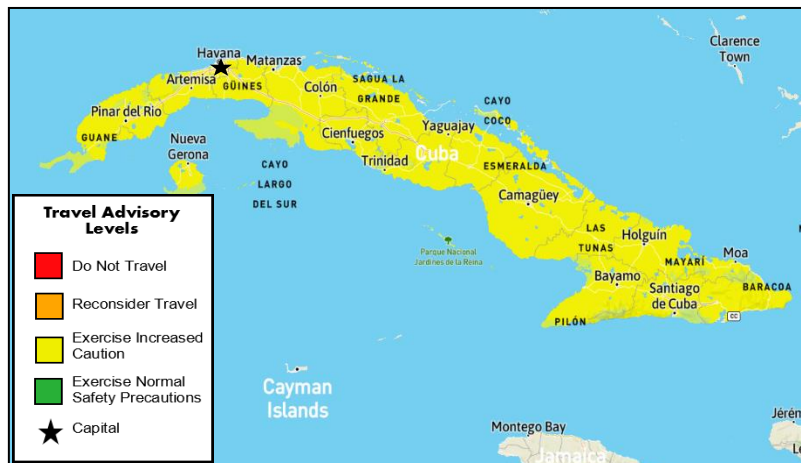 Clarence
Town
Havana
Matanzas
Artemisa
GÜINES
Colón
SAGUA LA
GRANDE
Pinar del Rio
CAYO
COCO
GUANE
Cienfuegos
Yaguajay
Nueva
Gerona
Cuba
Trinidad
ESMERALDA
CAYO
LARGO
DEL SUR
Camagüey
LAS
TUNAS
Holguín
Parque Nacional
Jardines de la Reina
MAYARÍ
Moa
Bayamo
Santiago
de Cuba
BARACOA
PILÓN
CC
Cayman
Islands
Montego Bay
Jamaica
Jérém
Le
Travel Advisory
Levels
Do Not Travel
Reconsider Travel
Exercise Increased
Caution
Exercise Normal
Safety Precautions
Capital